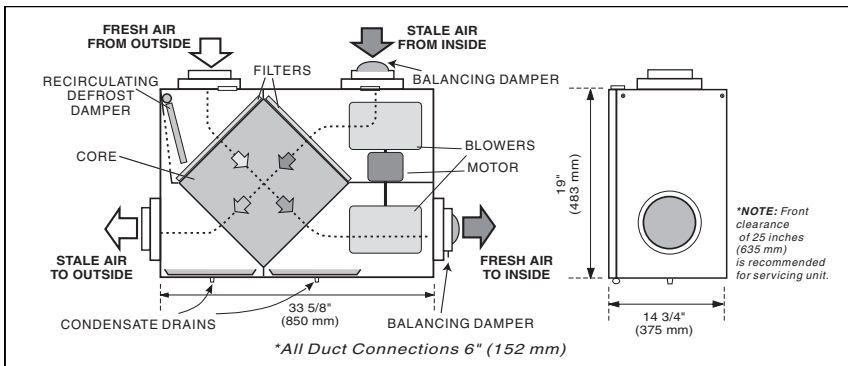 FRESH AIR
FROM OUTSIDE
STALE AIR
FROM INSIDE
FILTERS
BALANCING DAMPER
RECIRCULATING
DEFROST
DAMPER
CORE
BLOWERS
MOTOR
STALE AIR
TO OUTSIDE
FRESH AIR
TO INSIDE
CONDENSATE DRAINS
33 5/8"
(850 mm)
BALANCING DAMPER
19"
(483 mm)
*NOTE: Front
clearance
of 25 inches
(635 mm)
is recommended
for servicing unit.
14 3/4"
(375 mm)
*All Duct Connections 6" (152 mm)